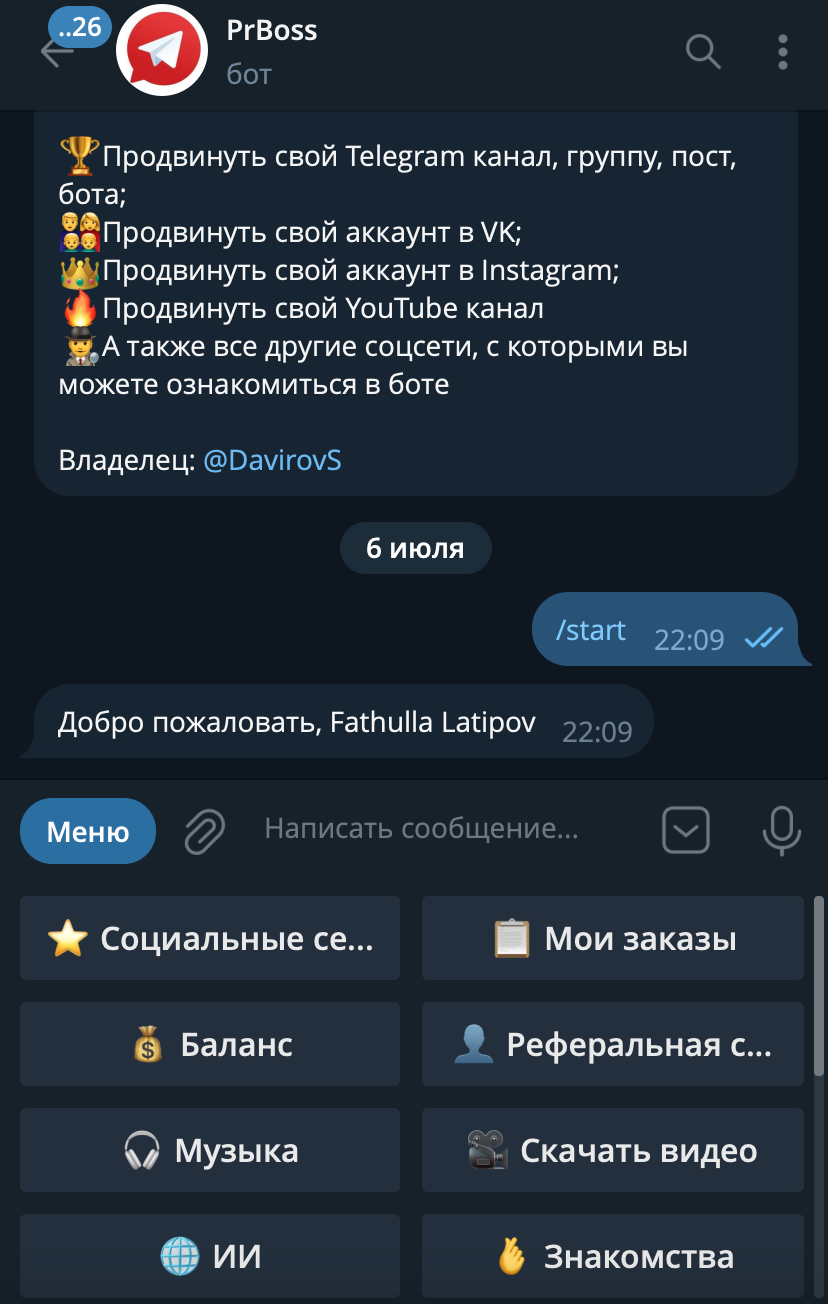 ..26
PrBoss
бот
🏆Продвинуть свой Telegram канал, группу, пост,
бота;
👨‍👩‍👧‍👦Продвинуть свой аккаунт в VK;
👑Продвинуть свой аккаунт в Instagram;
🔥Продвинуть свой YouTube канал
🕵️А также все другие соцсети, с которыми вы
можете ознакомиться в боте
Владелец: @DavirovS
6 июля
/start 22:09
Добро пожаловать, Fathulla Latipov 22:09
Меню
Написать сообщение...
⭐ Социальные се...
📋 Мои заказы
💰 Баланс
👤 Реферальная с...
🎧 Музыка
🎥 Скачать видео
🌐 ИИ
🫰 Знакомства